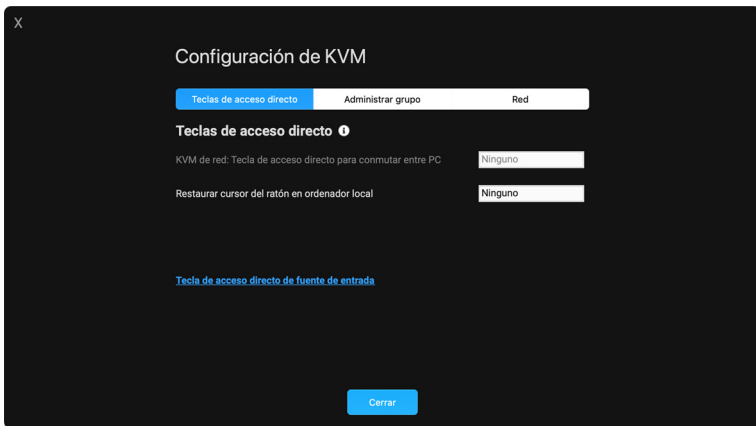 X
Configuración de KVM
Teclas de acceso directo Administrar grupo Red
Teclas de acceso directo
KVM de red: Tecla de acceso directo para conmutar entre PC Ninguno
Restaurar cursor del ratón en ordenador local Ninguno
Tecla de acceso directo de fuente de entrada
Cerrar